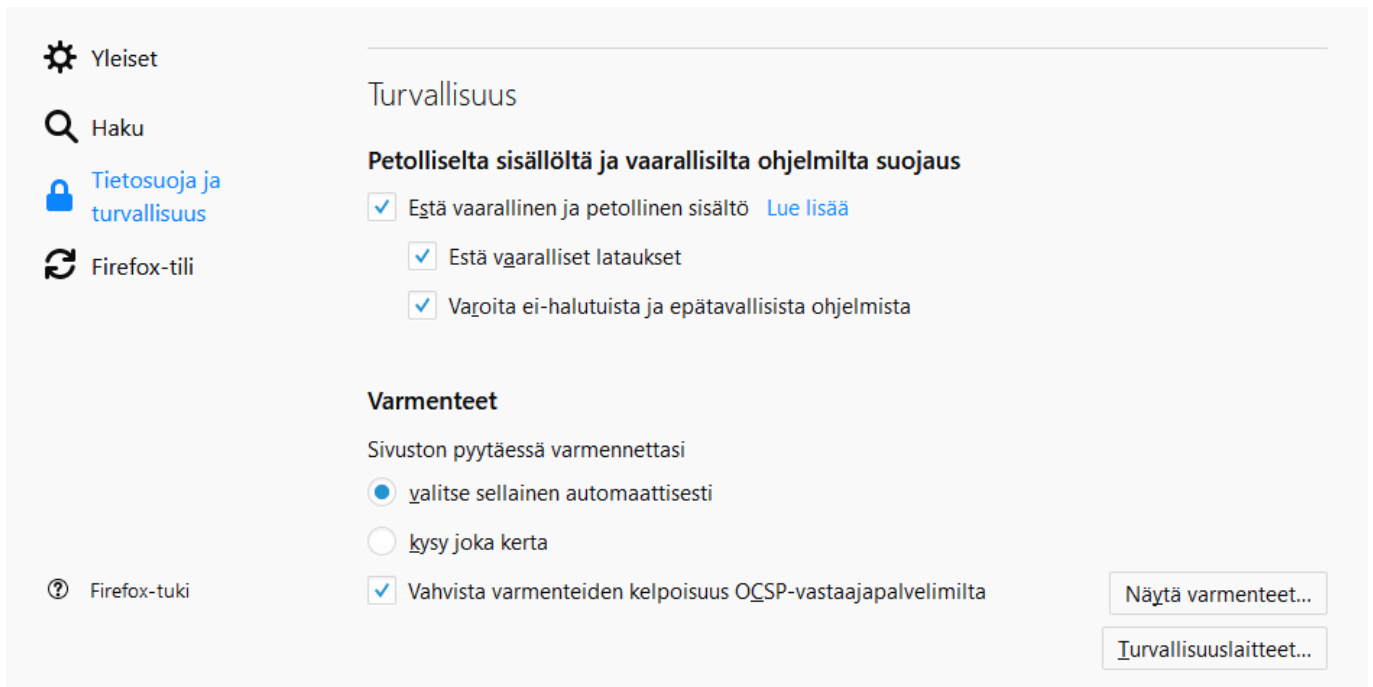 Yleiset
Haku
Tietosuoja ja
turvallisuus
Firefox-tili
Firefox-tuki
Turvallisuus
Petolliselta sisällöltä ja vaarallisilta ohjelmilta suojaus
Estä vaarallinen ja petollinen sisältö Lue lisää
Estä vaaralliset lataukset
Varoita ei-halutuista ja epätavallisista ohjelmista
Varmenteet
Sivuston pyytäessä varmennettasi
valitse sellainen automaattisesti
kysy joka kerta
Vahvista varmenteiden kelpoisuus OCSP-vastaajapalvelimilta
Näytä varmenteet...
Turvallisuuslaitteet...